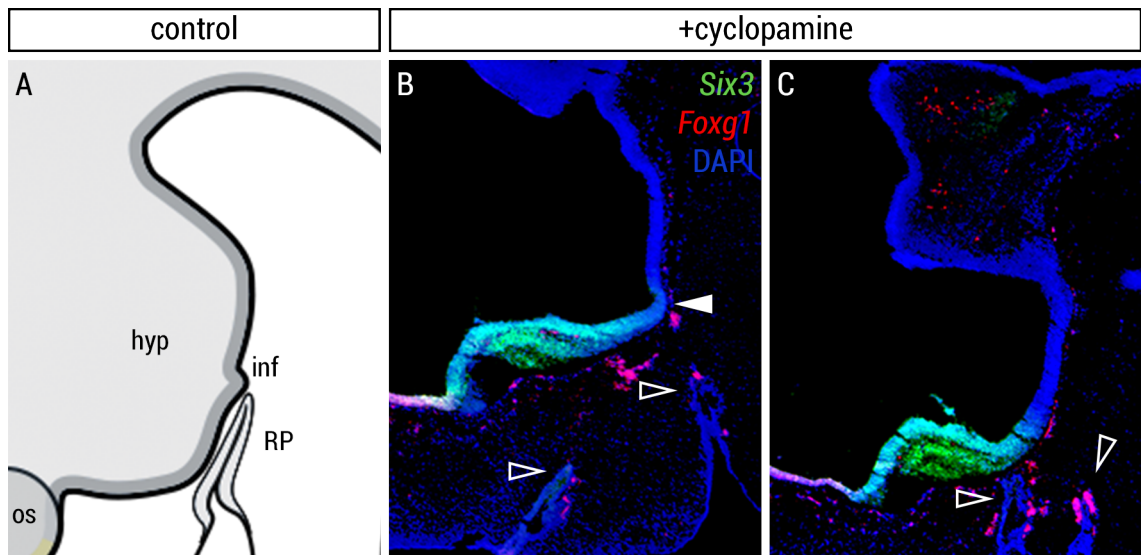 control
+cyclopamine
A
hyp
inf
RP
os
B
Six3
Foxg1
DAPI
C